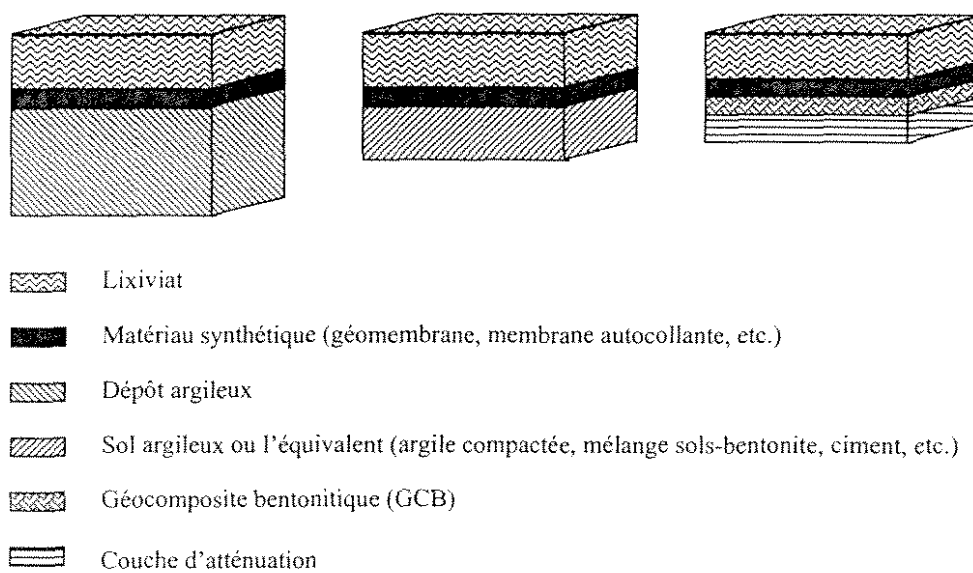 Lixiviat
Matériau synthétique (géomembrane, membrane autocollante, etc.)
Dépôt argileux
Sol argileux ou l'équivalent (argile compactée, mélange sols-bentonite, ciment, etc.)
Géocomposite bentonitique (GCB)
Couche d'atténuation